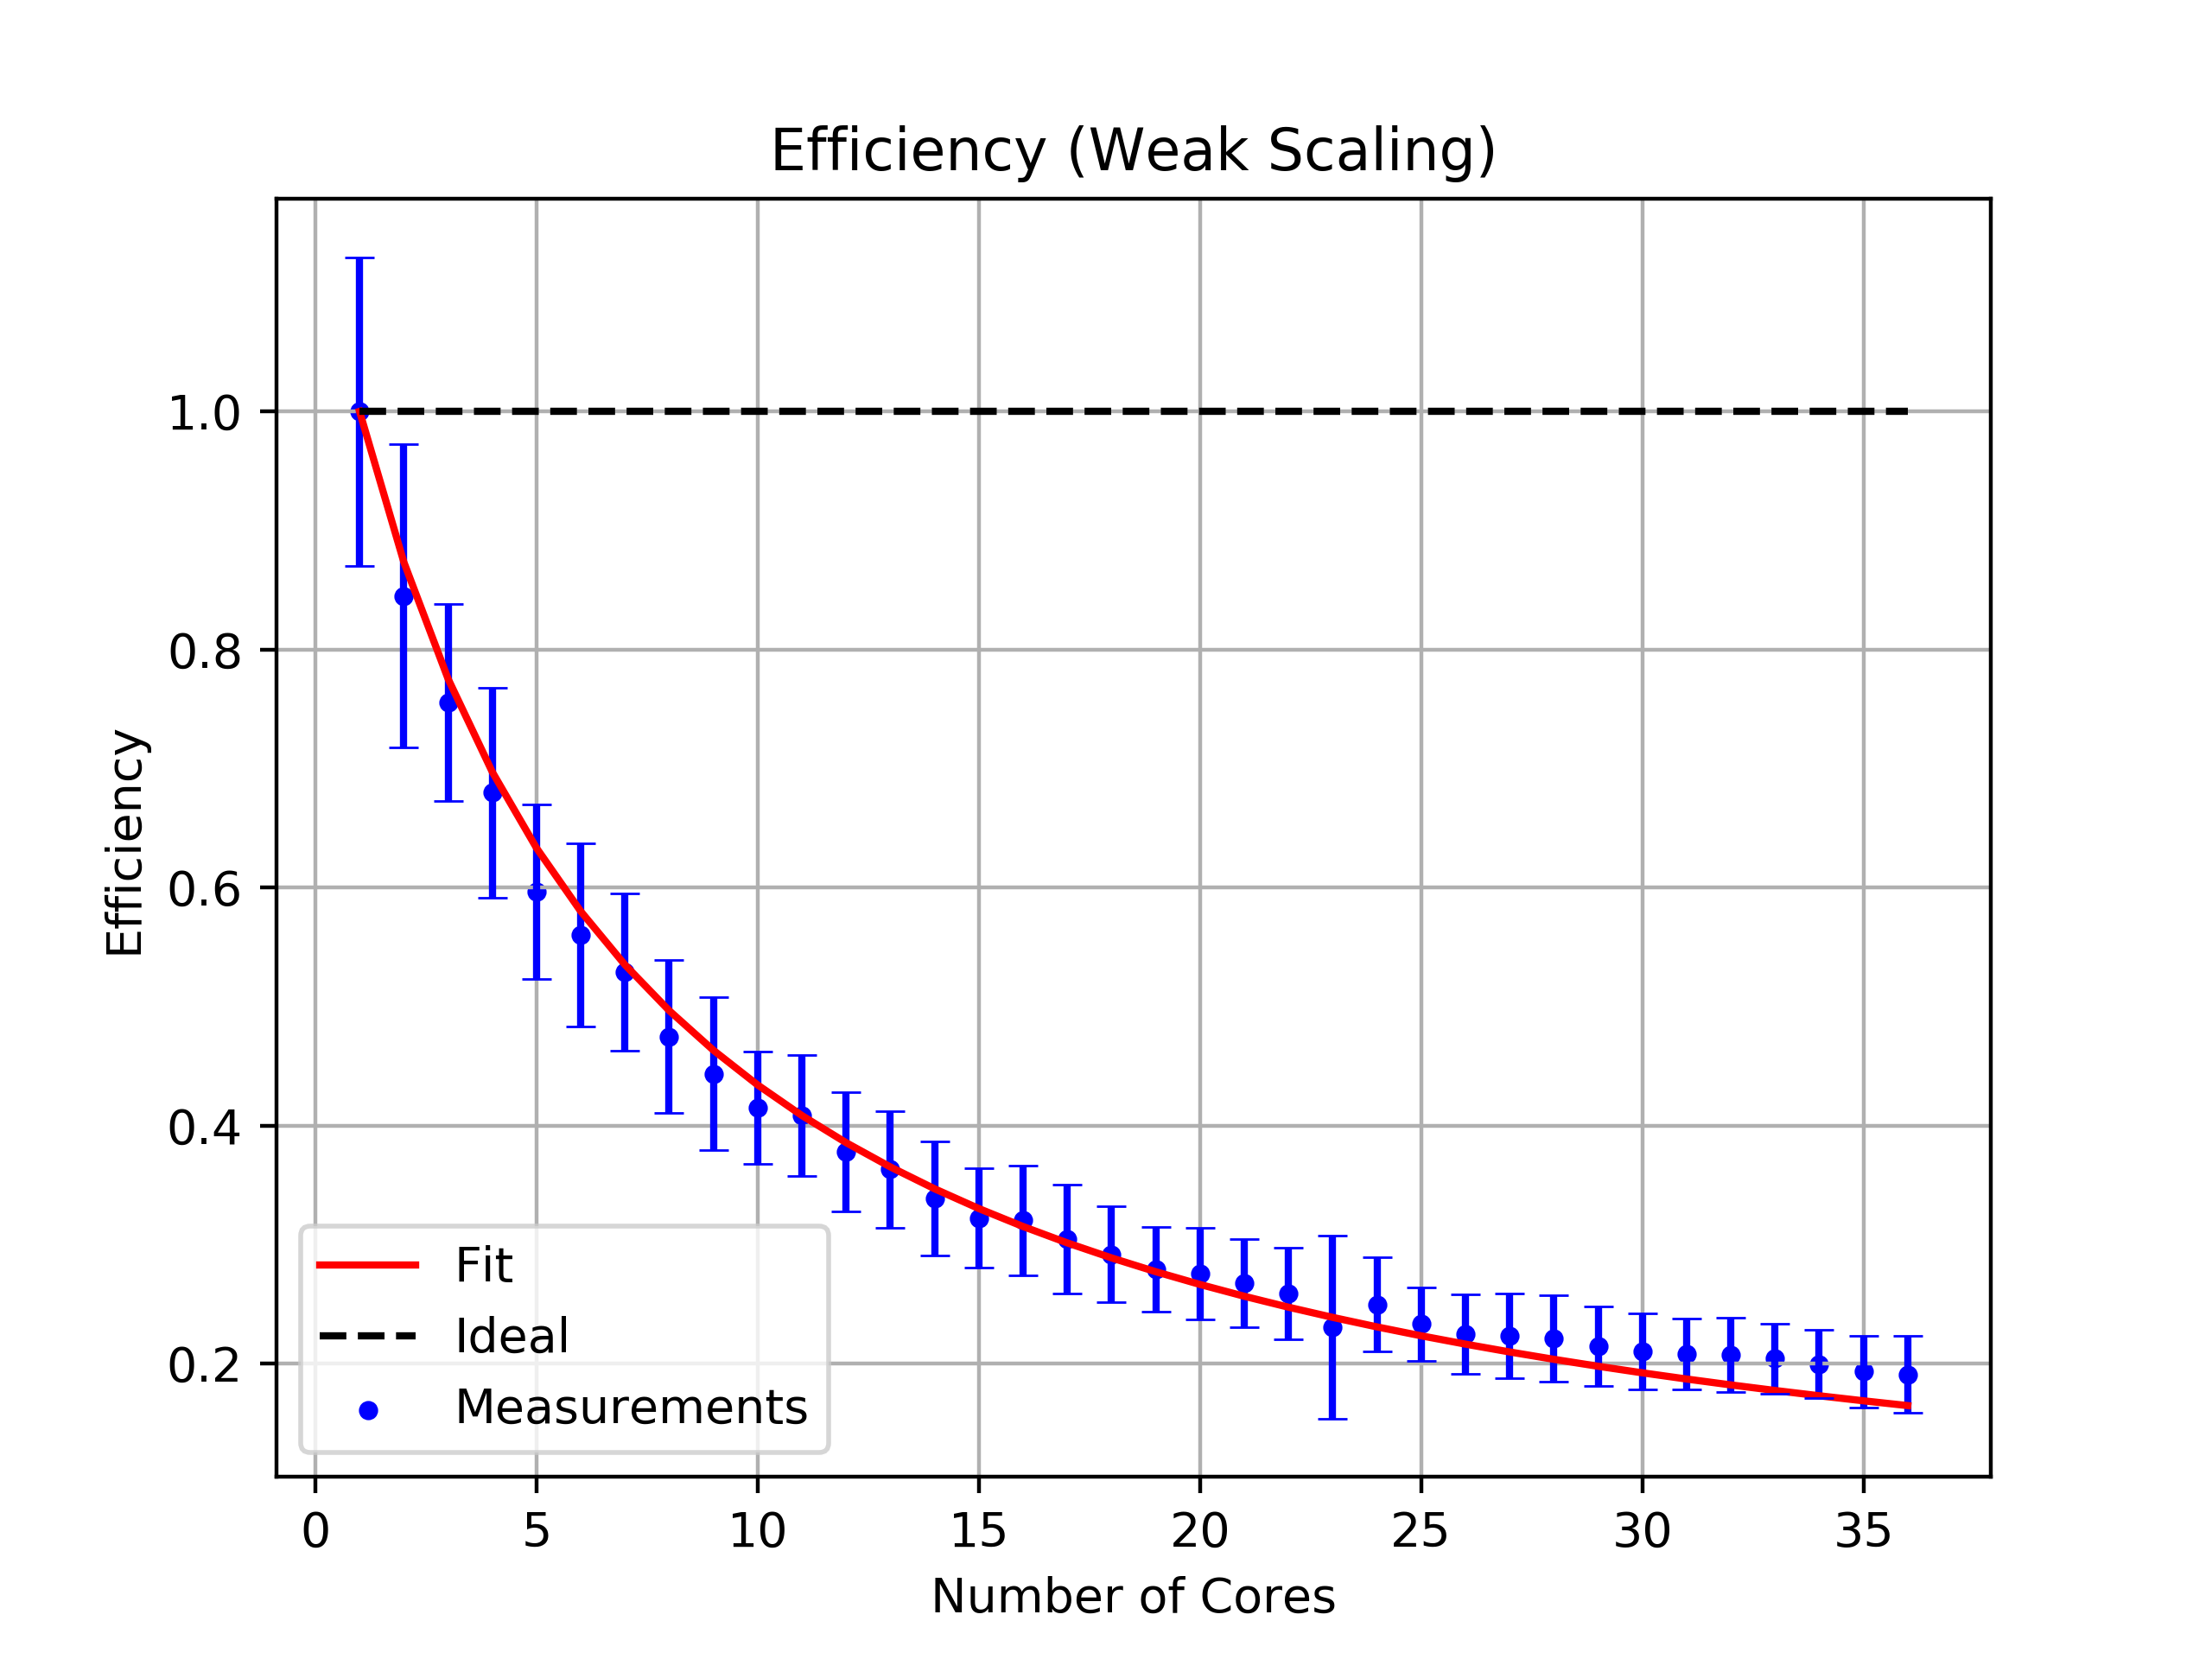 Efficiency (Weak Scaling)
Efficiency
1.0
0.8
0.6
0.4
0.2
Fit
Ideal
Measurements
0 5 10 15 20 25 30 35
Number of Cores